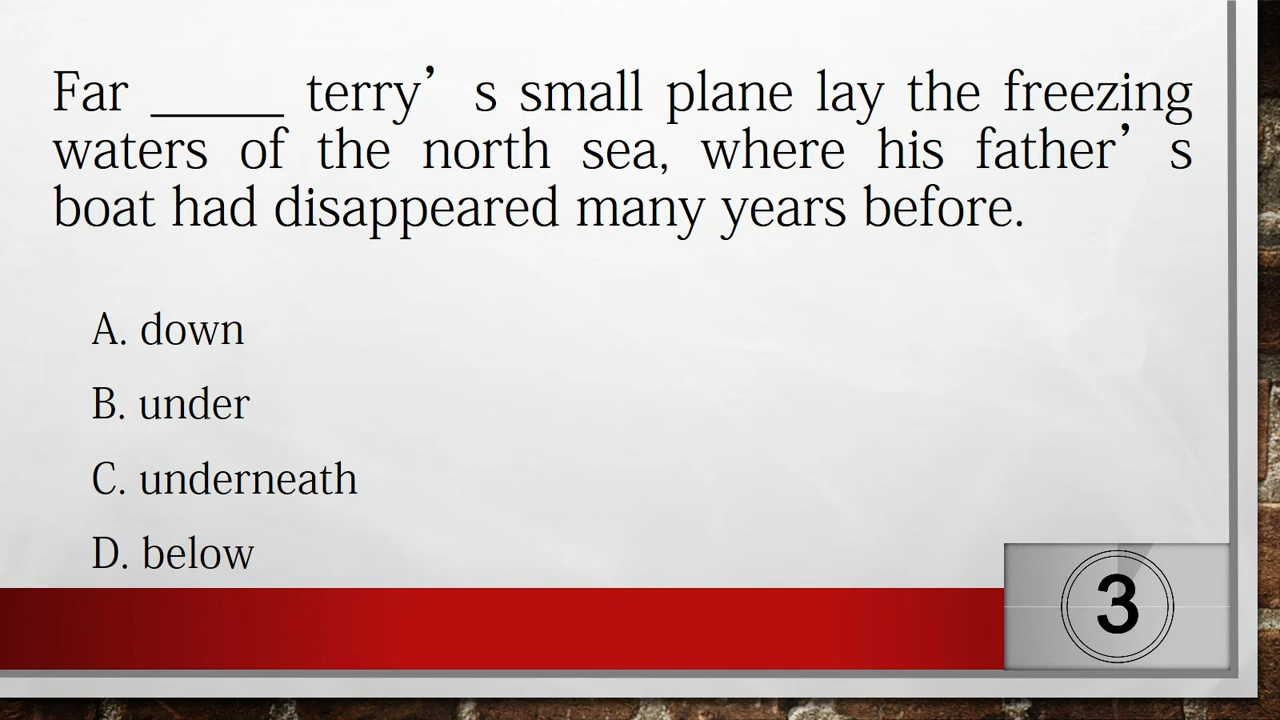 Far _____ terry’s small plane lay the freezing
waters of the north sea, where his father’s
boat had disappeared many years before.
A. down
B. under
C. underneath
D. below
3